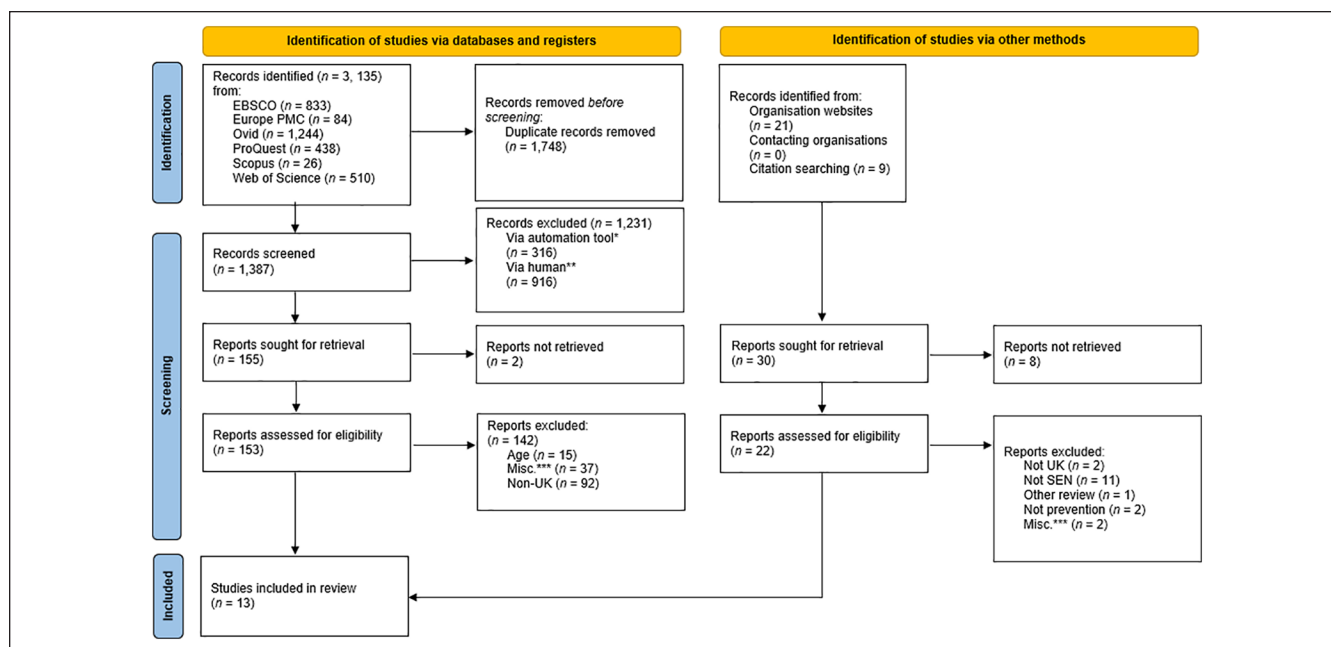 Identification of studies via databases and registers
Identification of studies via other methods
Identification
Records identified (n = 3, 135)
from:
EBSCO (n = 833)
Europe PMC (n = 84)
Ovid (n = 1,244)
ProQuest (n = 438)
Scopus (n = 26)
Web of Science (n = 510)
Records removed before
screening:
Duplicate records removed
(n = 1,748)
Records identified from:
Organisation websites
(n = 21)
Contacting organisations
(n = 0)
Citation searching (n = 9)
Screening
Records screened
(n = 1,387)
Records excluded (n = 1,231)
Via automation tool*
(n = 316)
Via human**
(n = 916)
Reports sought for retrieval
(n = 155)
Reports not retrieved
(n = 2)
Reports sought for retrieval
(n = 30)
Reports not retrieved
(n = 8)
Reports assessed for eligibility
(n = 153)
Reports excluded:
(n = 142)
Age (n = 15)
Misc.*** (n = 37)
Non-UK (n = 92)
Reports assessed for eligibility
(n = 22)
Reports excluded:
Not UK (n = 2)
Not SEN (n = 11)
Other review (n = 1)
Not prevention (n = 2)
Misc.*** (n = 2)
Included
Studies included in review
(n = 13)